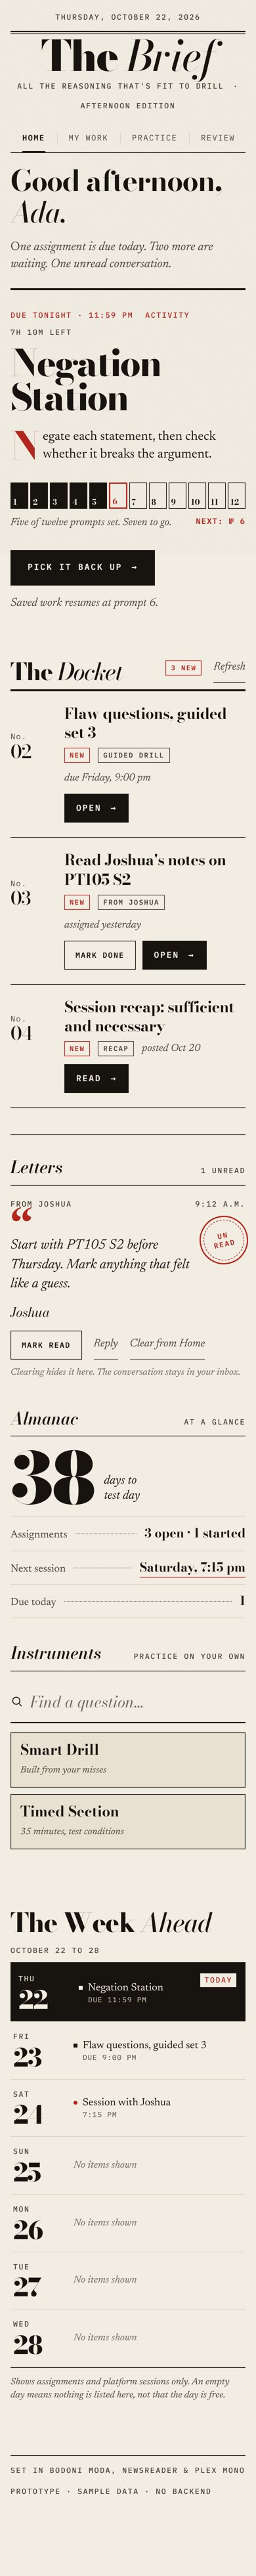 THURSDAY, OCTOBER 22, 2026
The Brief
ALL THE REASONING THAT'S FIT TO DRILL ·
AFTERNOON EDITION
HOME MY WORK PRACTICE REVIEW
Good afternoon,
Ada.
One assignment is due today. Two more are
waiting. One unread conversation.
DUE TONIGHT · 11:59 PM ACTIVITY
7H 10M LEFT
Negation
Station
Negate each statement, then check
whether it breaks the argument.
1 2 3 4 5 6 7 8 9 10 11 12
Five of twelve prompts set. Seven to go. NEXT: № 6
PICK IT BACK UP →
Saved work resumes at prompt 6.
The Docket 3 NEW Refresh
No.
02
Flaw questions, guided
set 3
NEW GUIDED DRILL
due Friday, 9:00 pm
OPEN →
No.
03
Read Joshua's notes on
PT105 S2
NEW FROM JOSHUA
assigned yesterday
MARK DONE OPEN →
No.
04
Session recap: sufficient
and necessary
NEW RECAP posted Oct 20
READ →
Letters 1 UNREAD
FROM JOSHUA 9:12 A.M.
“
UN
READ
Start with PT105 S2 before
Thursday. Mark anything that felt
like a guess.
Joshua
MARK READ Reply Clear from Home
Clearing hides it here. The conversation stays in your inbox.
Almanac AT A GLANCE
38 days to
test day
Assignments 3 open · 1 started
Next session Saturday, 7:15 pm
Due today 1
Instruments PRACTICE ON YOUR OWN
Find a question...
Smart Drill
Built from your misses
Timed Section
35 minutes, test conditions
The Week Ahead
OCTOBER 22 TO 28
THU
22
Negation Station
DUE 11:59 PM
TODAY
FRI
23
Flaw questions, guided set 3
DUE 9:00 PM
SAT
24
Session with Joshua
7:15 PM
SUN
25
No items shown
MON
26
No items shown
TUE
27
No items shown
WED
28
No items shown
Shows assignments and platform sessions only. An empty
day means nothing is listed here, not that the day is free.
SET IN BODONI MODA, NEWSREADER & PLEX MONO
PROTOTYPE · SAMPLE DATA · NO BACKEND